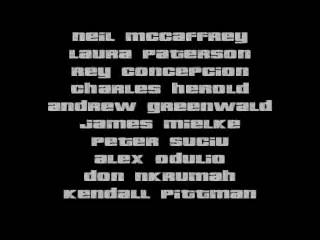 NEIL MCCAFFREY
LAURA PATERSON
REY CONCEPCION
CHARLES HEROLD
ANDREW GREENWALD
JAMES MIELKE
PETER SUCIU
ALEX ODULIO
DON NKRUMAH
KENDALL PITTMAN